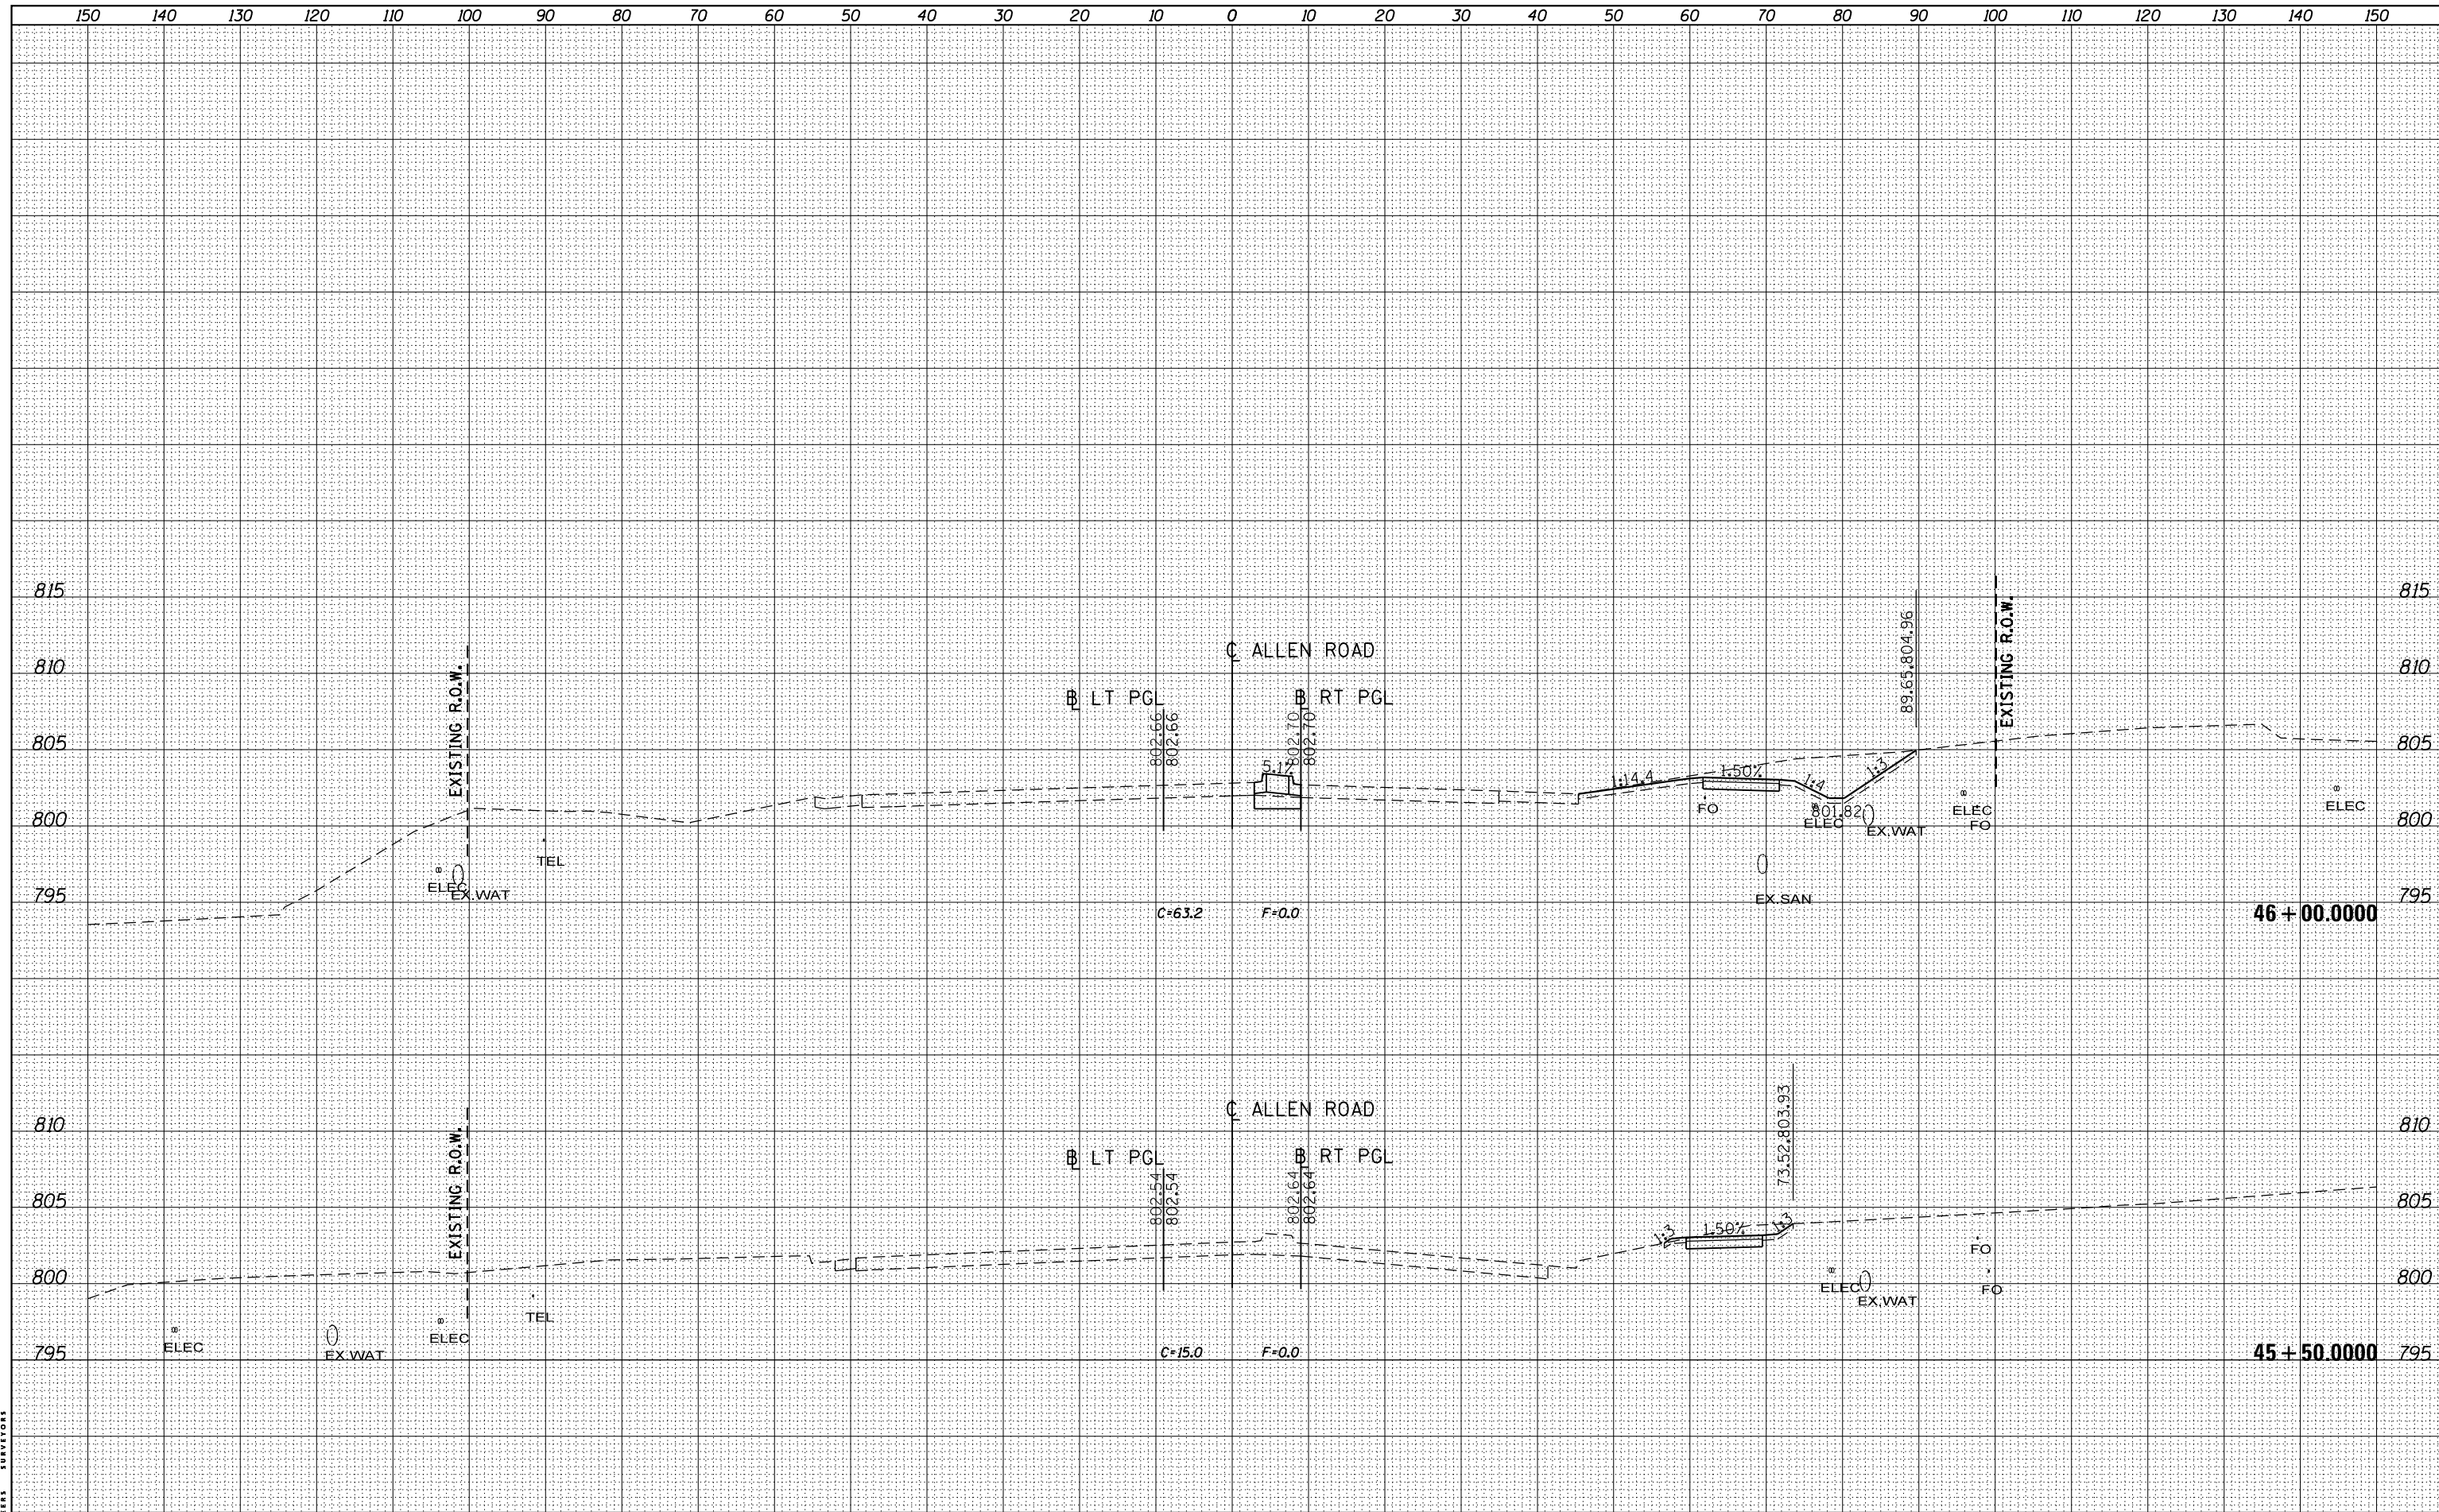 150 140 130 120 110 100 90 80 70 60 50 40 30 20 10 0 10 20 30 40 50 60 70 80 90 100 110 120 130 140 150
815 815
89.65,804.96
EXISTING R.O.W.
EXISTING R.O.W.
℄ ALLEN ROAD
810 810
B LT PGL
B RT PGL
802.66
802.66
802.70
802.70
805 805
5.1%
1:14.4
1.50%
1:4
1:3
FO
801.82
ELEC
EX.WAT
ELEC
FO
ELEC
800 800
TEL
ELEC
EX.WAT
EX.SAN
795 795
C=63.2 F=0.0
46+00.0000
73.52,803.93
℄ ALLEN ROAD
810 810
EXISTING R.O.W.
B LT PGL
B RT PGL
802.54
802.54
802.64
802.64
805 805
1:3
1.50%
1:3
FO
800 800
ELEC
EX.WAT
FO
TEL
ELEC
ELEC
EX.WAT
795 795
C=15.0 F=0.0
45+50.0000
SURVEYORS